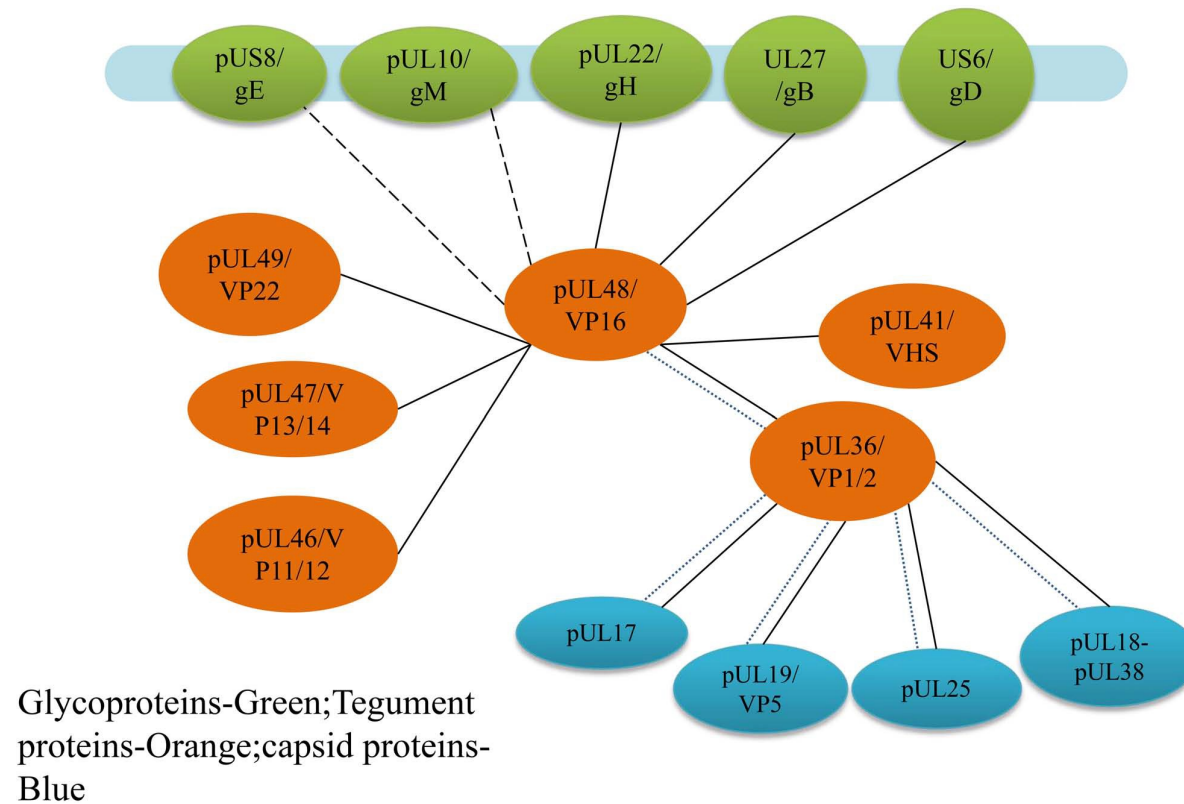 pUS8/
gE
pUL10/
gM
pUL22/
gH
UL27
/gB
US6/
gD
pUL49/
VP22
pUL48/
VP16
pUL41/
VHS
pUL47/V
P13/14
pUL36/
VP1/2
pUL46/V
P11/12
pUL17
pUL19/
VP5
pUL25
pUL18-
pUL38
Glycoproteins-Green;Tegument
proteins-Orange;capsid proteins-
Blue